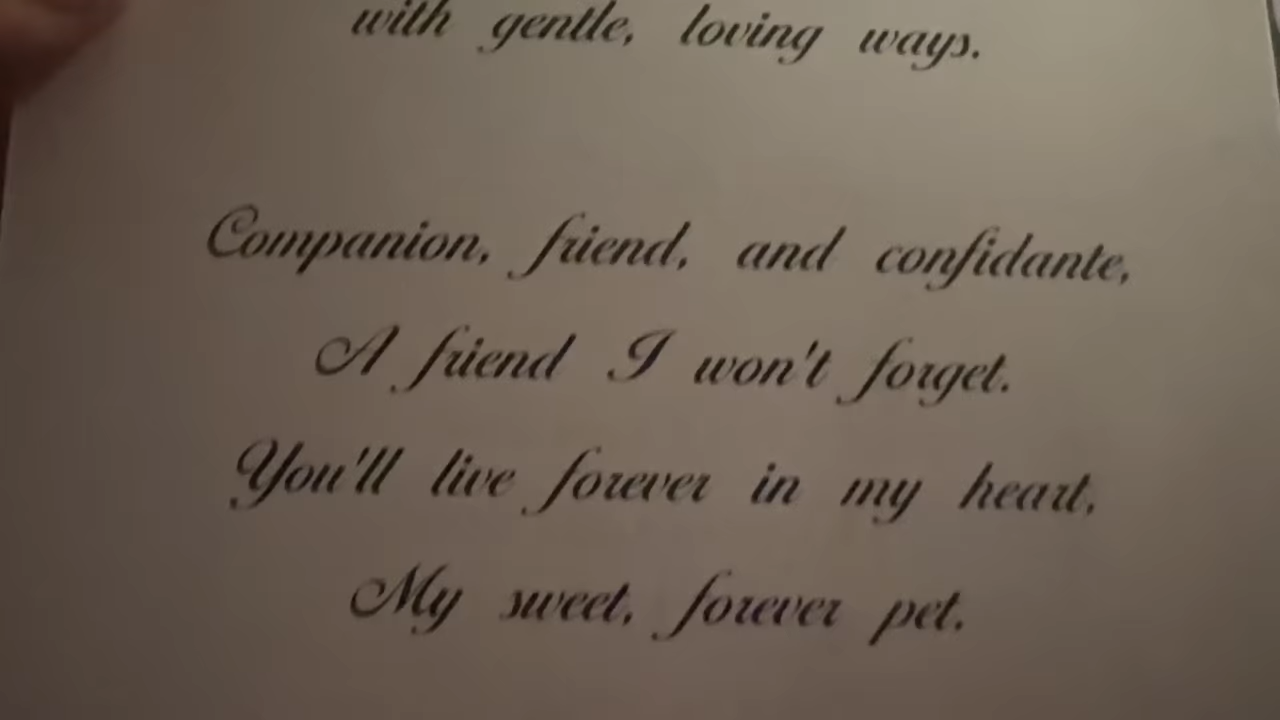 with gentle, loving ways.
Companion, friend, and confidante,
A friend I won't forget.
You'll live forever in my heart,
My sweet, forever pet.